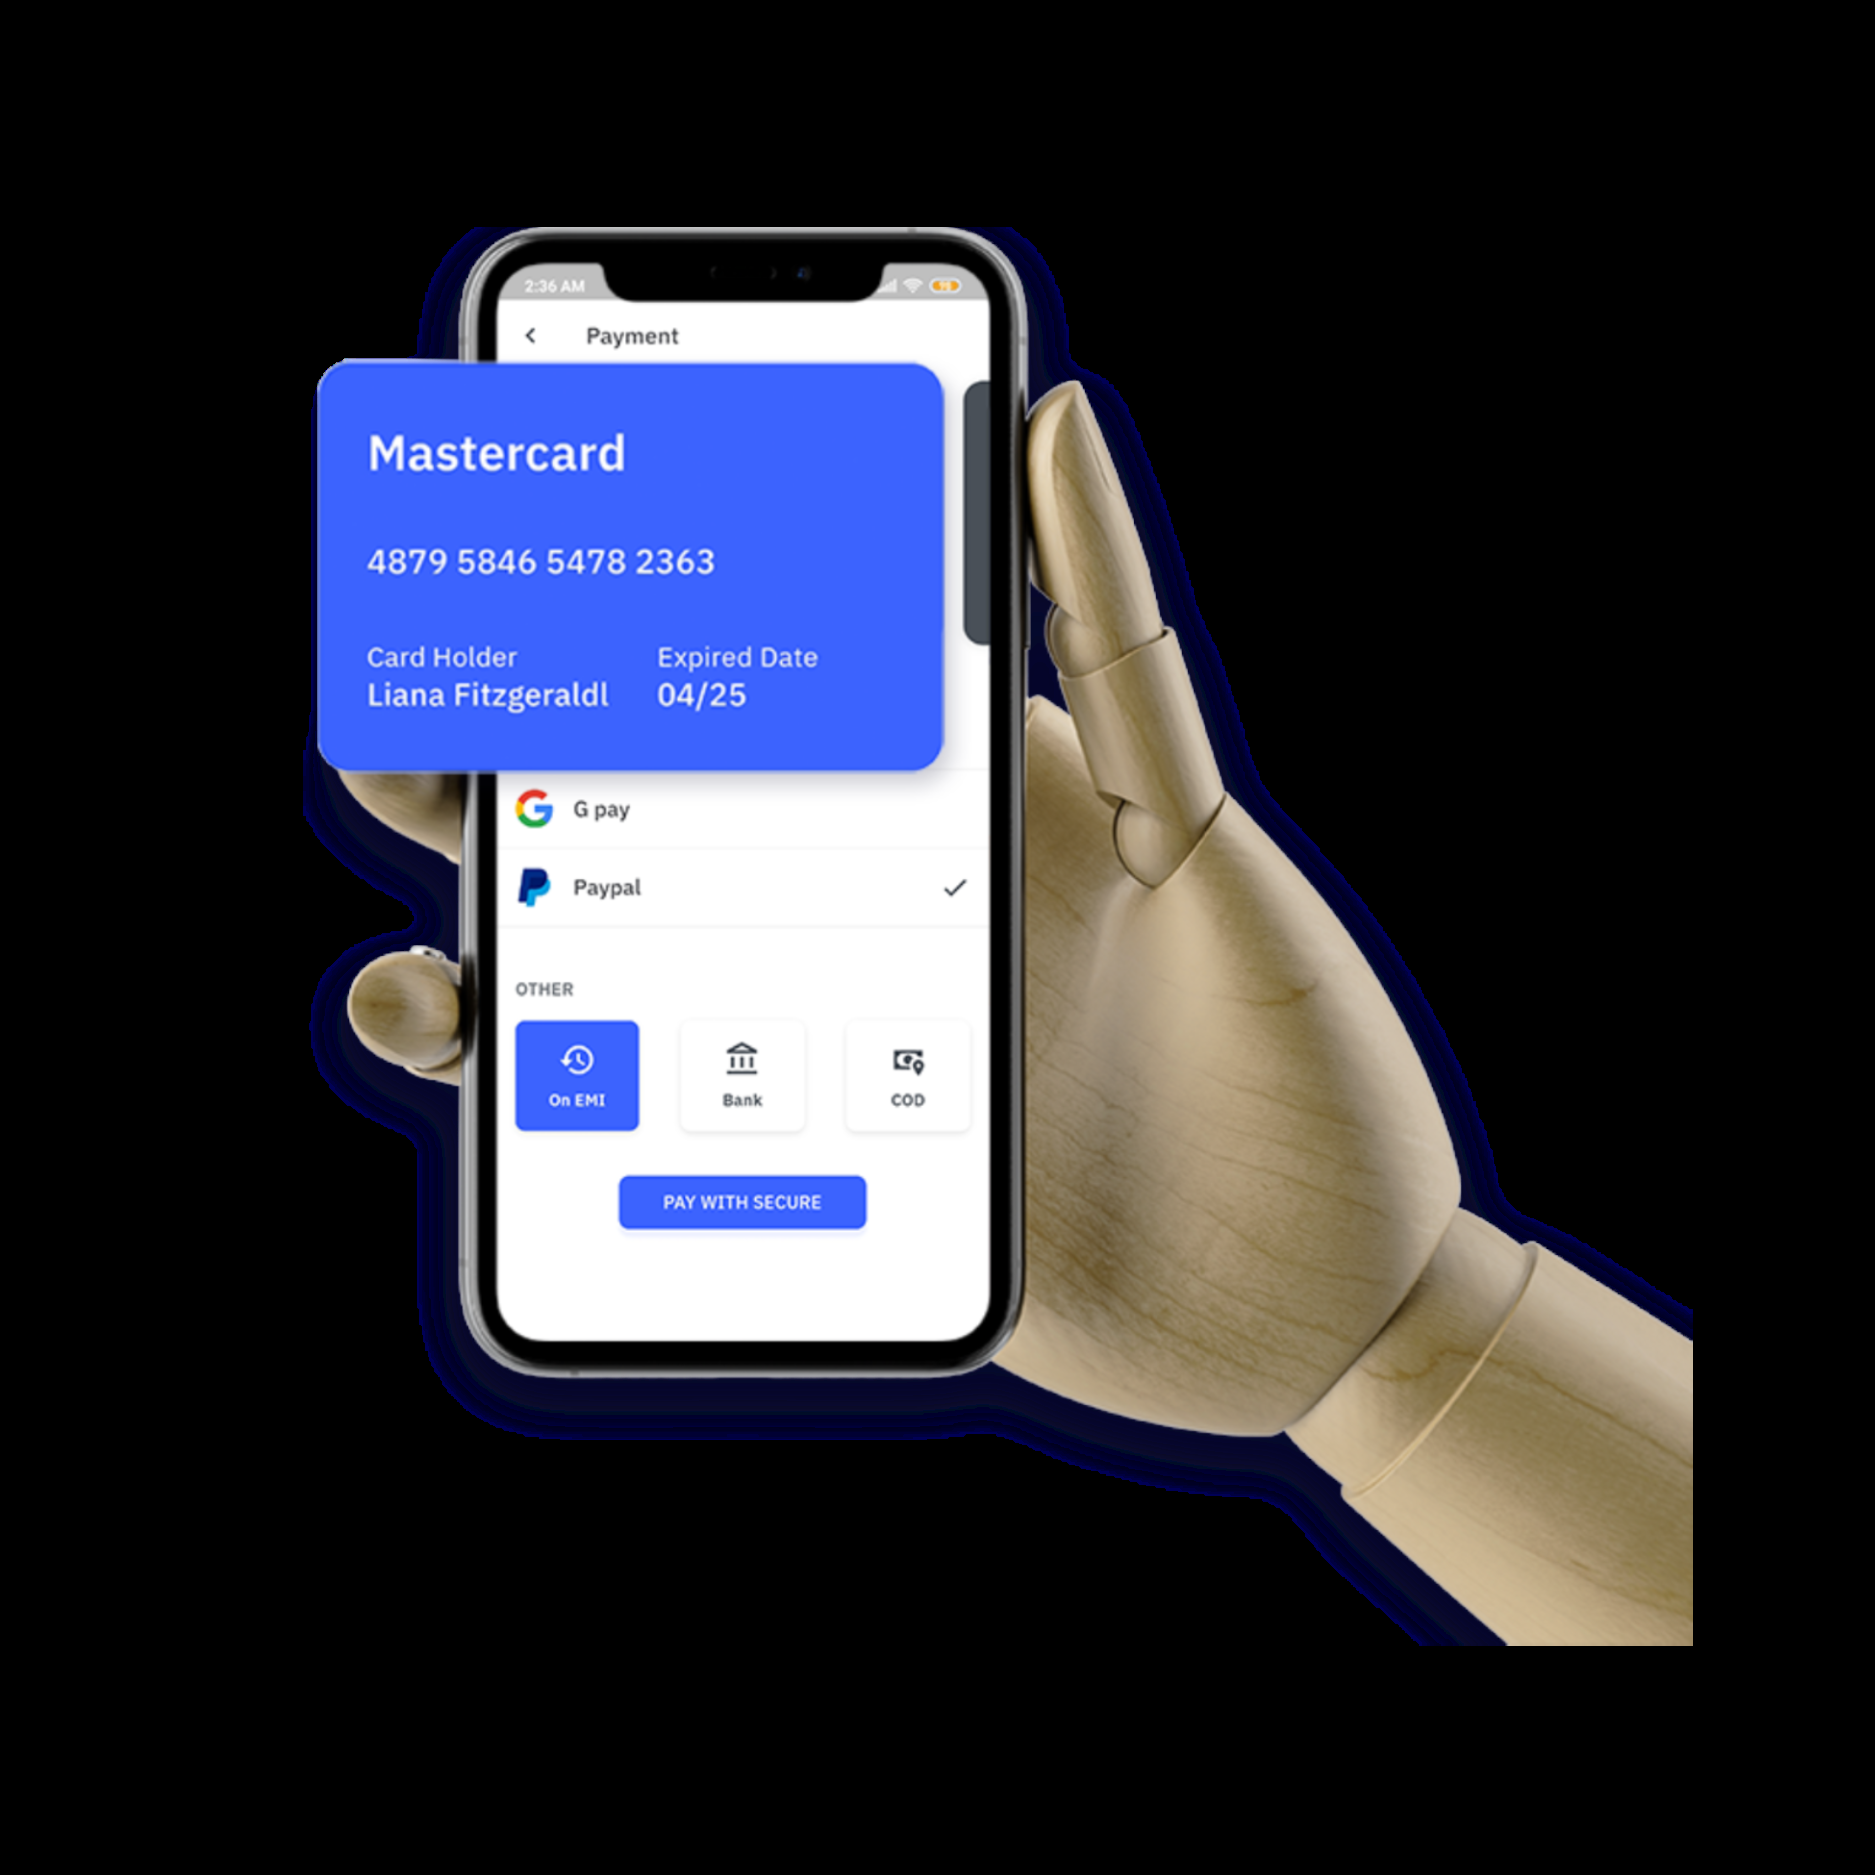 2:36 AM
98
Payment
Mastercard
4879 5846 5478 2363
Card Holder
Expired Date
Liana Fitzgeraldl
04/25
G pay
Paypal
OTHER
On EMI
Bank
COD
PAY WITH SECURE